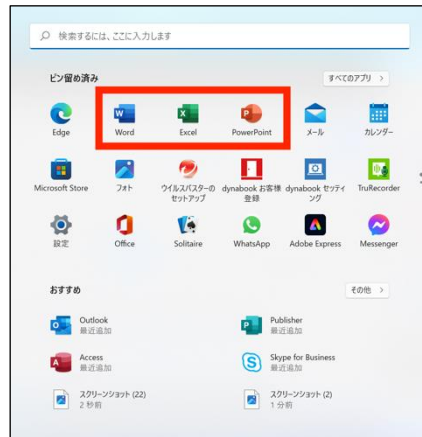 検索するには、ここに入力します
ピン留め済み
すべてのアプリ >
Edge
Word
Excel
PowerPoint
メール
カレンダー
Microsoft Store
フォト
ウイルスバスターの
セットアップ
dynabook お客様
登録
dynabook セッティ
ング
TruRecorder
設定
Office
Solitaire
WhatsApp
Adobe Express
Messenger
おすすめ
その他 >
Outlook
最近追加
Publisher
最近追加
Access
最近追加
Skype for Business
最近追加
スクリーンショット (22)
2 秒前
スクリーンショット (2)
1 分前